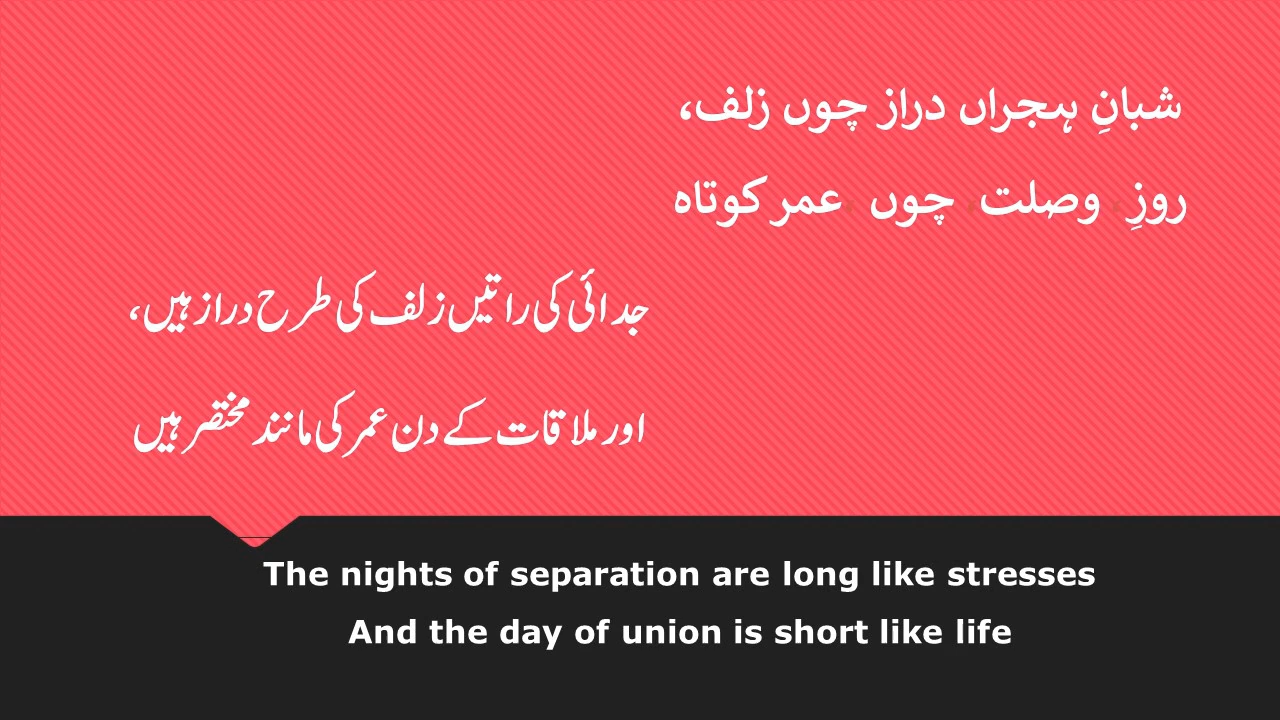 شبانِ ہجراں دراز چوں زلف،
روزِ وصلت چوں عمر کوتاہ
جدائی کی راتیں زلف کی طرح دراز ہیں،
اور ملاقات کے دن عمر کی مانند مختصر ہیں
The nights of separation are long like stresses
And the day of union is short like life